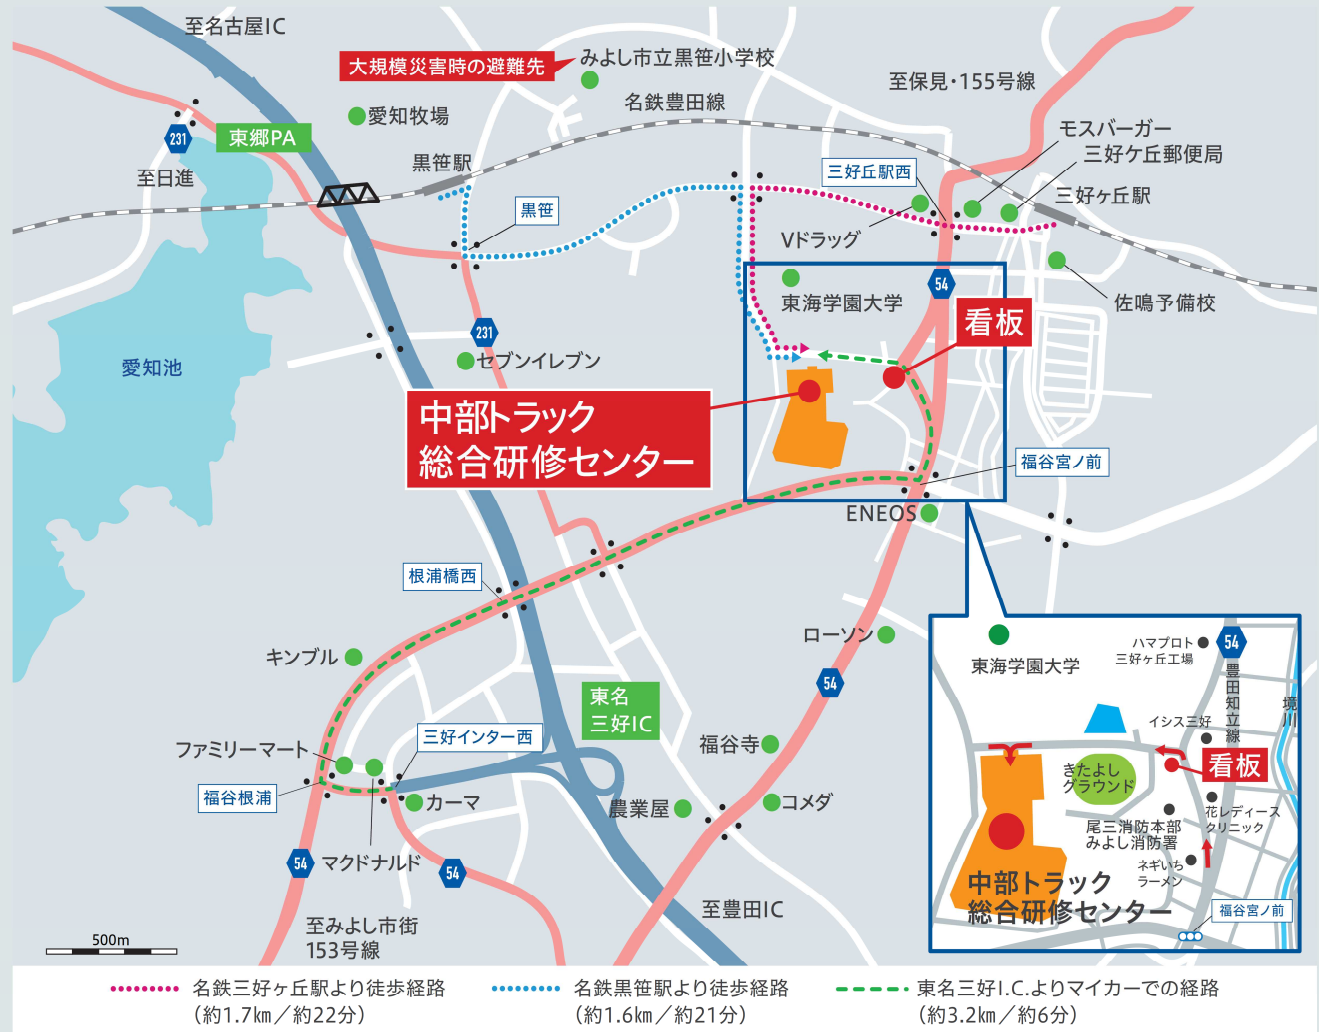 至名古屋IC
大規模災害時の避難先
みよし市立黒笹小学校
至保見・155号線
愛知牧場
名鉄豊田線
モスバーガー
三好ケ丘郵便局
231
東郷PA
黒笹駅
三好丘駅西
至日進
三好ヶ丘駅
黒笹
Vドラッグ
54
東海学園大学
佐鳴予備校
看板
231
セブンイレブン
愛知池
中部トラック
総合研修センター
福谷宮ノ前
ENEOS
根浦橋西
ローソン
キンブル
54
東名
三好IC
三好インター西
ファミリーマート
福谷寺
福谷根浦
カーマ
農業屋
コメダ
54
マクドナルド
54
至みよし市街
153号線
至豊田IC
500m
東海学園大学
ハマプロト
三好ヶ丘工場
54
豊田知立線
境川
イシス三好
看板
きたよし
グラウンド
花レディース
クリニック
尾三消防本部
みよし消防署
ネギいち
ラーメン
中部トラック
総合研修センター
福谷宮ノ前
名鉄三好ヶ丘駅より徒歩経路
(約1.7㎞／約22分)
名鉄黒笹駅より徒歩経路
(約1.6㎞／約21分)
東名三好I.C.よりマイカーでの経路
(約3.2㎞／約6分)